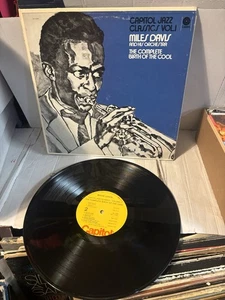 CAPITOL JAZZ
CLASSICS VOL.1
MILES DAVIS
AND HIS ORCHESTRA
THE COMPLETE
BIRTH OF THE COOL
Capitol